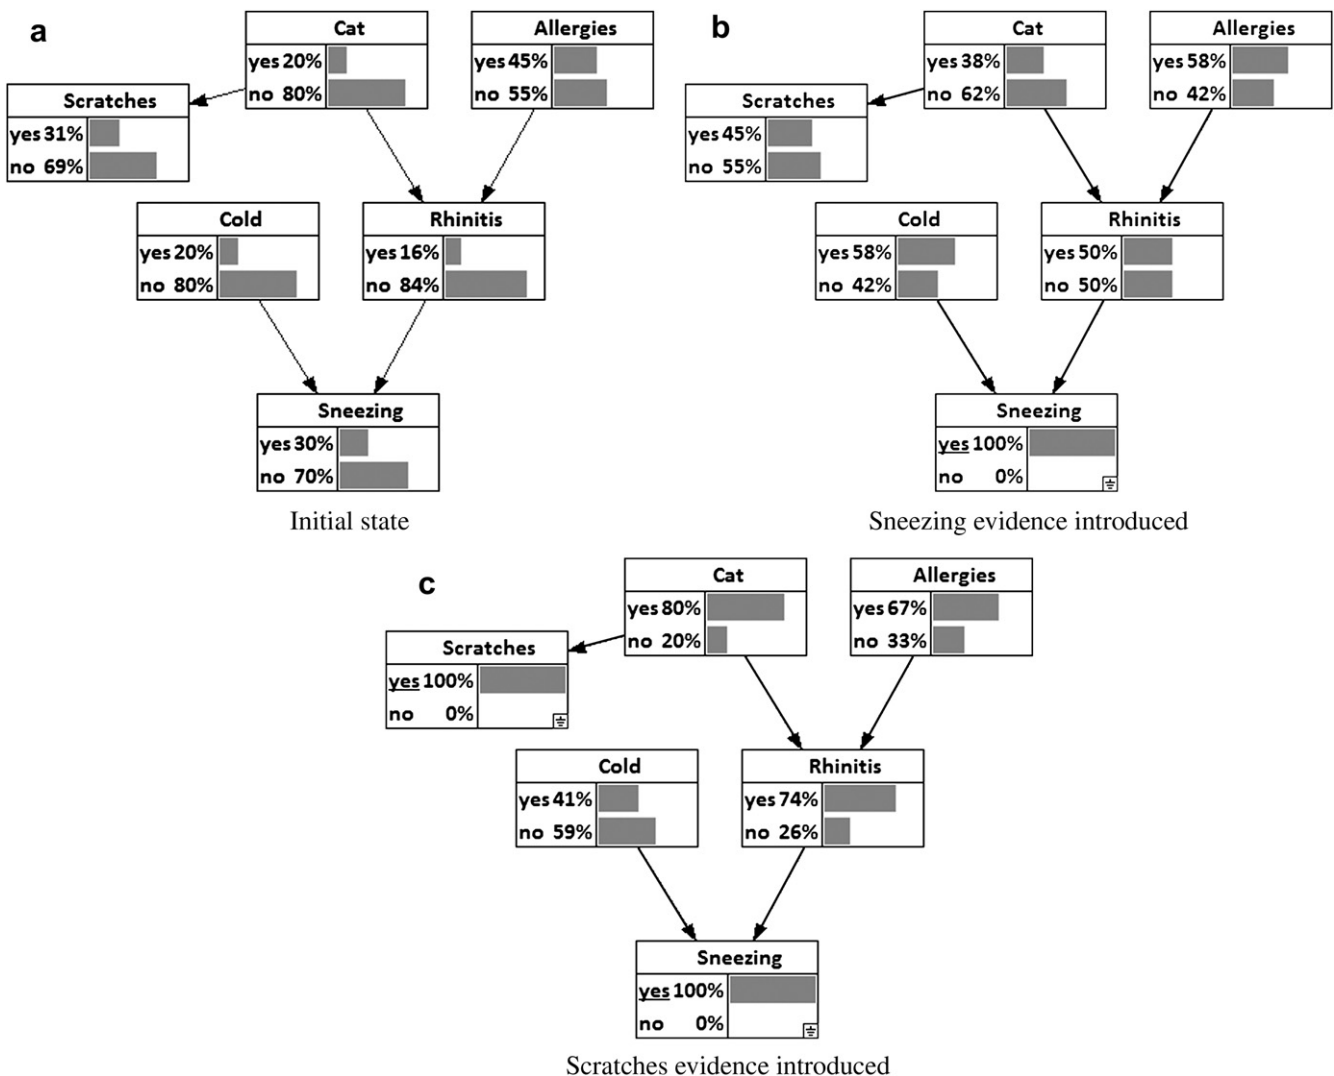 a
Cat
yes 20%
no 80%
Allergies
yes 45%
no 55%
Scratches
yes 31%
no 69%
Cold
yes 20%
no 80%
Rhinitis
yes 16%
no 84%
Sneezing
yes 30%
no 70%
Initial state
b
Cat
yes 38%
no 62%
Allergies
yes 58%
no 42%
Scratches
yes 45%
no 55%
Cold
yes 58%
no 42%
Rhinitis
yes 50%
no 50%
Sneezing
yes 100%
no 0%
Sneezing evidence introduced
c
Cat
yes 80%
no 20%
Allergies
yes 67%
no 33%
Scratches
yes 100%
no 0%
Cold
yes 41%
no 59%
Rhinitis
yes 74%
no 26%
Sneezing
yes 100%
no 0%
Scratches evidence introduced